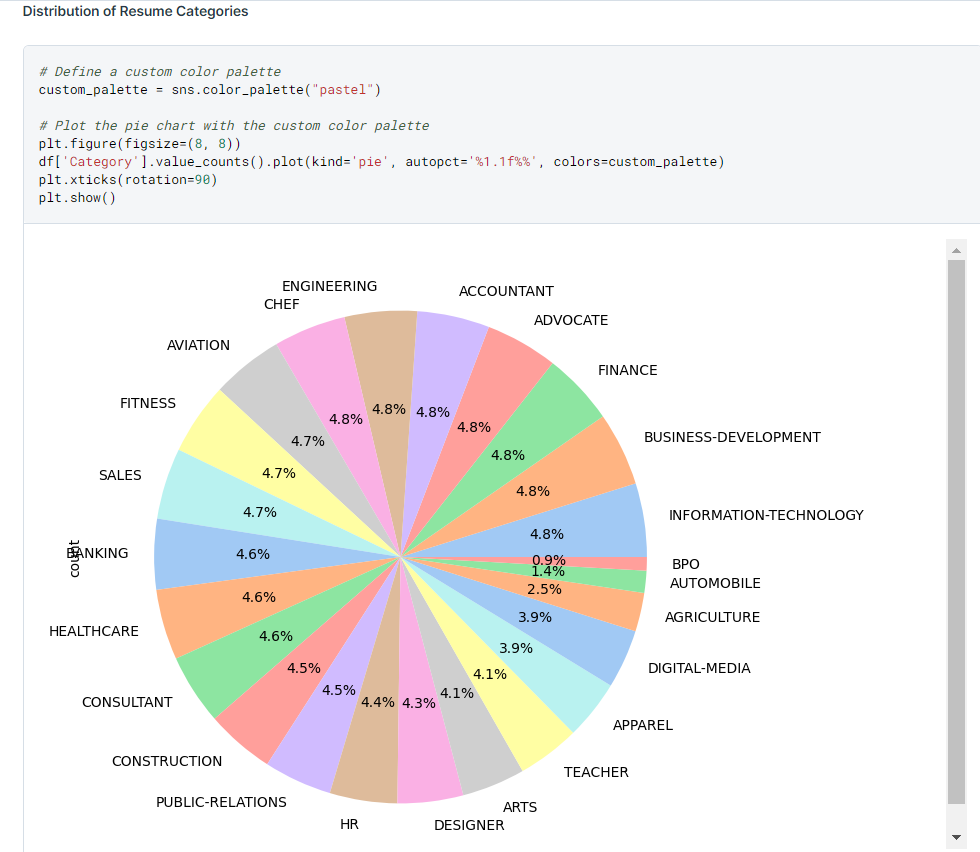 Distribution of Resume Categories
# Define a custom color palette
custom_palette = sns.color_palette("pastel")
# Plot the pie chart with the custom color palette
plt.figure(figsize=(8, 8))
df['Category'].value_counts().plot(kind='pie', autopct='%1.1f%%', colors=custom_palette)
plt.xticks(rotation=90)
plt.show()
ENGINEERING
ACCOUNTANT
CHEF
ADVOCATE
AVIATION
FINANCE
FITNESS
4.8%
4.8%
4.8%
4.8%
BUSINESS-DEVELOPMENT
4.7%
4.8%
SALES
4.7%
4.8%
4.7%
INFORMATION-TECHNOLOGY
4.8%
BANKING
count
4.6%
0.9%
BPO
1.4%
AUTOMOBILE
4.6%
2.5%
AGRICULTURE
HEALTHCARE
4.6%
3.9%
3.9%
4.5%
4.1%
DIGITAL-MEDIA
CONSULTANT
4.5%
4.4%
4.3%
4.1%
APPAREL
CONSTRUCTION
TEACHER
PUBLIC-RELATIONS
ARTS
HR
DESIGNER